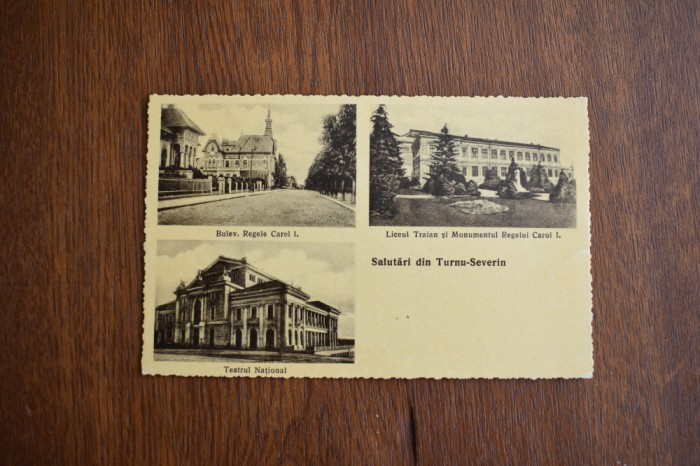 Bulev. Regele Carol I.
Liceul Traian și Monumentul Regelui Carol I.
Salutări din Turnu-Severin
Teatrul Național